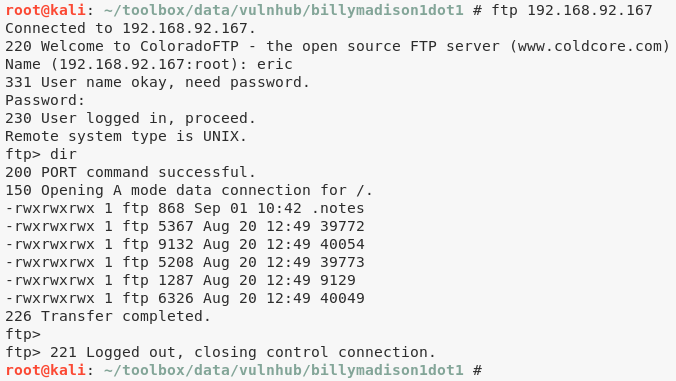 root@kali: ~/toolbox/data/vulnhub/billymadison1dot1 # ftp 192.168.92.167
Connected to 192.168.92.167.
220 Welcome to ColoradoFTP - the open source FTP server (www.coldcore.com)
Name (192.168.92.167:root): eric
331 User name okay, need password.
Password:
230 User logged in, proceed.
Remote system type is UNIX.
ftp> dir
200 PORT command successful.
150 Opening A mode data connection for /.
-rwxrwxrwx 1 ftp 868 Sep 01 10:42 .notes
-rwxrwxrwx 1 ftp 5367 Aug 20 12:49 39772
-rwxrwxrwx 1 ftp 9132 Aug 20 12:49 40054
-rwxrwxrwx 1 ftp 5208 Aug 20 12:49 39773
-rwxrwxrwx 1 ftp 1287 Aug 20 12:49 9129
-rwxrwxrwx 1 ftp 6326 Aug 20 12:49 40049
226 Transfer completed.
ftp>
ftp> 221 Logged out, closing control connection.
root@kali: ~/toolbox/data/vulnhub/billymadison1dot1 #